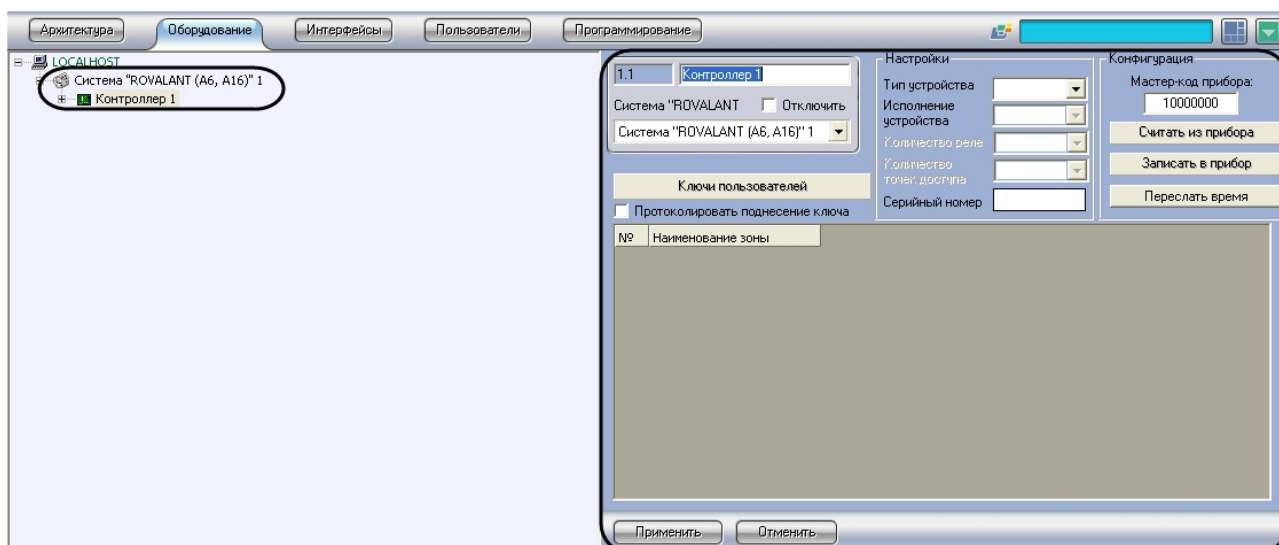 Архитектура
Оборудование
Интерфейсы
Пользователи
Программирование
LOCALHOST
Система "ROVALANT (A6, A16)" 1
Контроллер 1
1.1
Контроллер 1
Система "ROVALANT
Отключить
Система "ROVALANT (A6, A16)" 1
Ключи пользователей
Протоколировать поднесение ключа
Настройки
Тип устройства
Исполнение
устройства
Количество реле
Количество
точек доступа
Серийный номер
Конфигурация
Мастер-код прибора:
10000000
Считать из прибора
Записать в прибор
Переслать время
№
Наименование зоны
Применить
Отменить